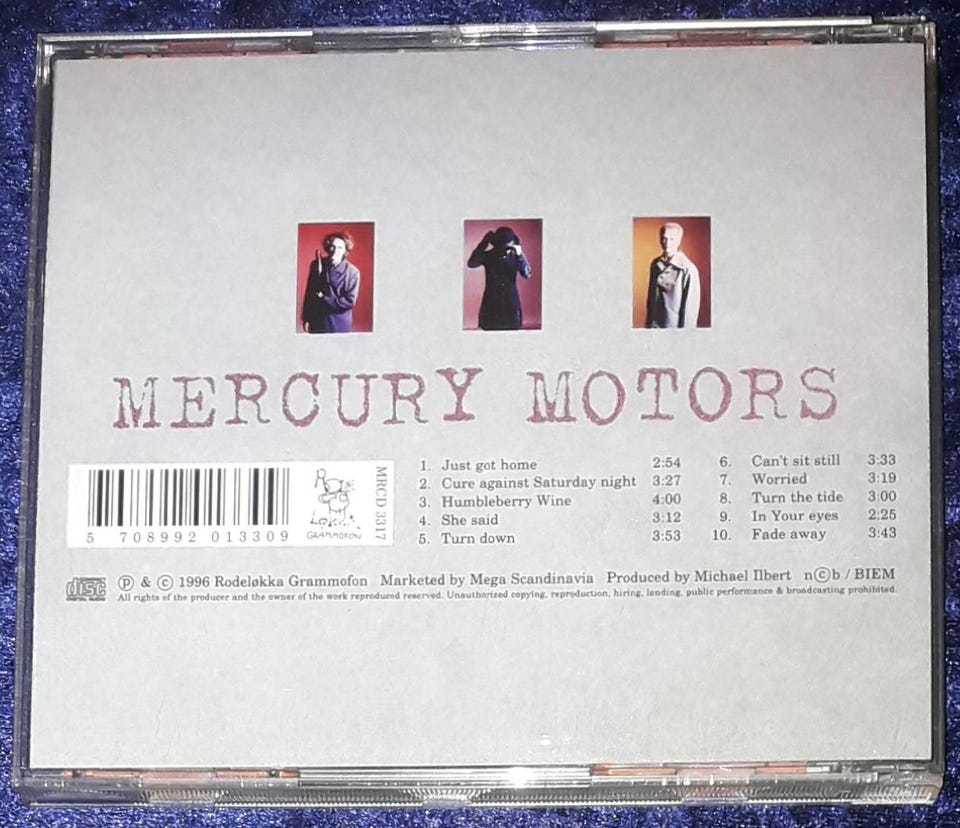 MERCURY MOTORS
1. Just got home 2:54
2. Cure against Saturday night 3:27
3. Humbleberry Wine 4:00
4. She said 3:12
5. Turn down 3:53
6. Can't sit still 3:33
7. Worried 3:19
8. Turn the tide 3:00
9. In Your eyes 2:25
10. Fade away 3:43
5 708992 013309
GRAMMOFON
MRCD 3317
disc
DIGITAL AUDIO
Ⓟ & © 1996 Rodeløkka Grammofon Marketed by Mega Scandinavia Produced by Michael Ilbert n©b / BIEM
All rights of the producer and the owner of the work reproduced reserved. Unauthorized copying, reproduction, hiring, lending, public performance & broadcasting prohibited.